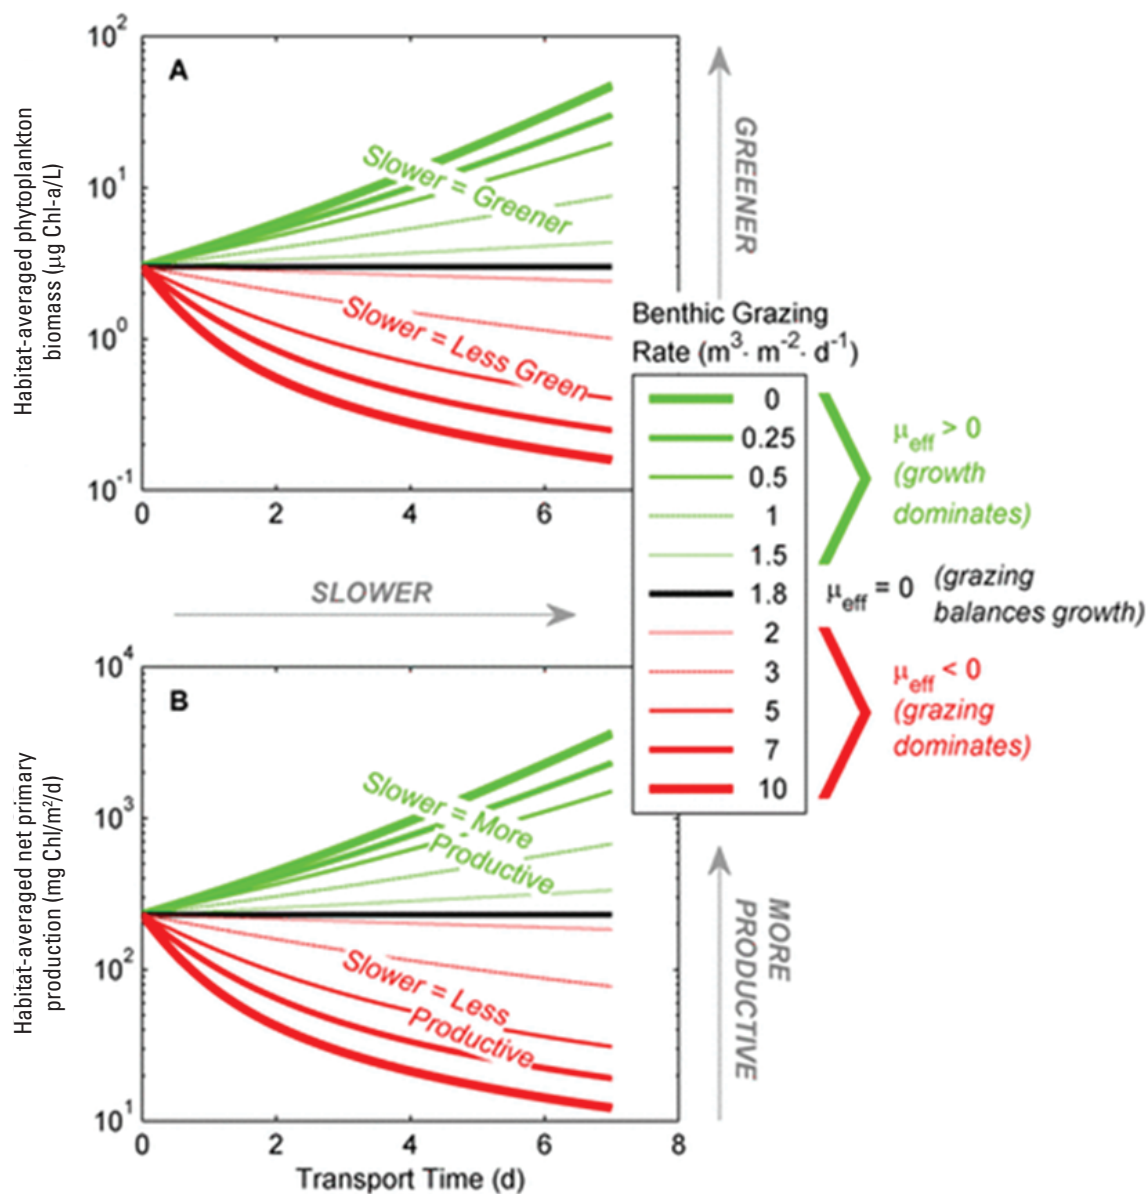 Habitat-averaged phytoplankton
biomass (µg Chl-a/L)
10²
10¹
10⁰
10⁻¹
A
Slower = Greener
Slower = Less Green
0
2
4
6
GREENER
SLOWER
Benthic Grazing
Rate (m³· m⁻²· d⁻¹)
0
0.25
0.5
1
1.5
1.8
2
3
5
7
10
μeff > 0
(growth
dominates)
μeff = 0 (grazing
balances growth)
μeff < 0
(grazing
dominates)
Habitat-averaged net primary
production (mg Chl/m²/d)
10⁴
10³
10²
10¹
B
Slower = More
Productive
Slower = Less
Productive
0
2
4
6
8
Transport Time (d)
MORE
PRODUCTIVE